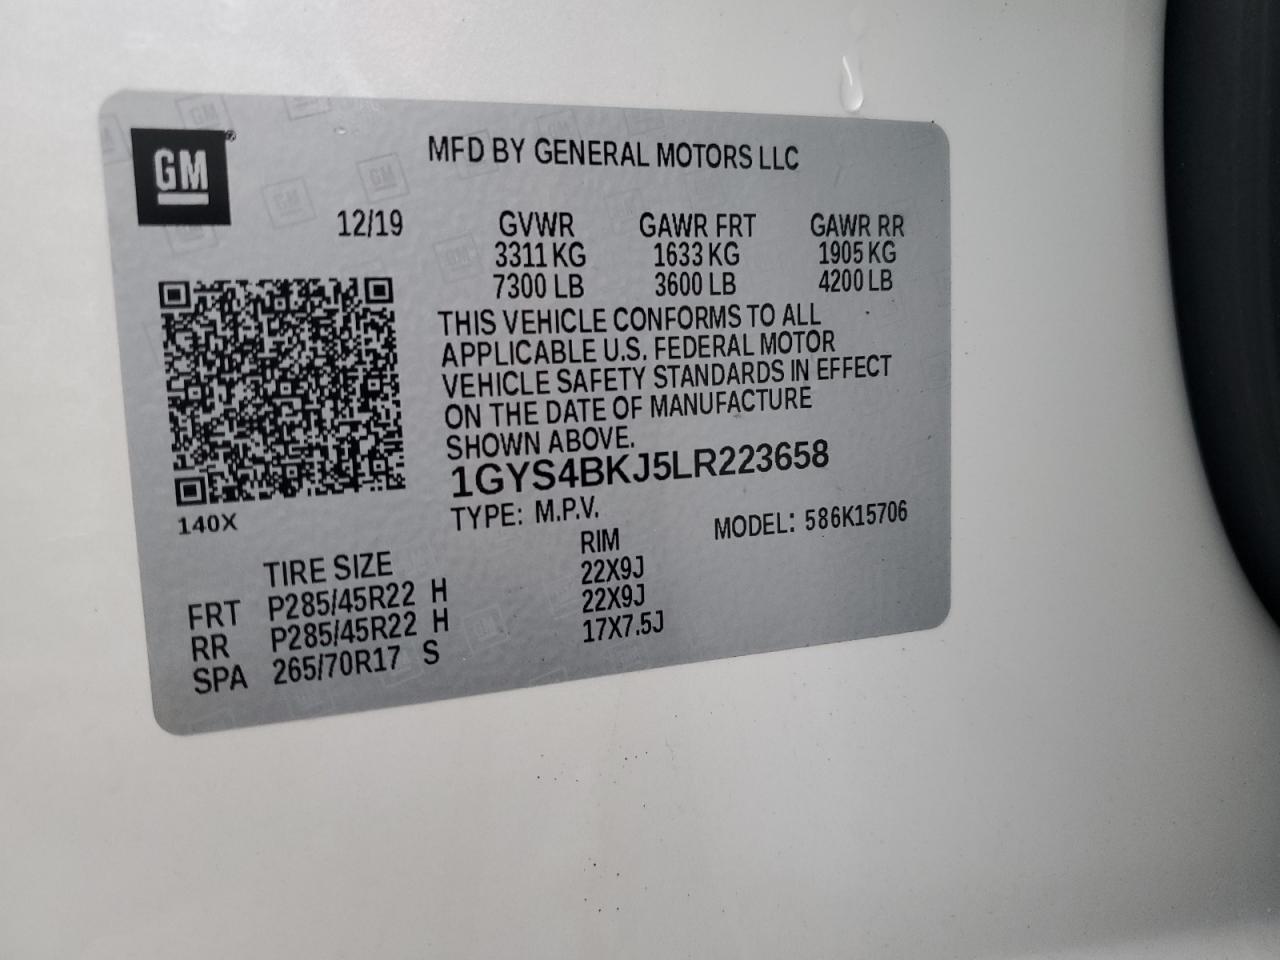 GM
MFD BY GENERAL MOTORS LLC
12/19 GVWR GAWR FRT GAWR RR
3311 KG 1633 KG 1905 KG
7300 LB 3600 LB 4200 LB
THIS VEHICLE CONFORMS TO ALL
APPLICABLE U.S. FEDERAL MOTOR
VEHICLE SAFETY STANDARDS IN EFFECT
ON THE DATE OF MANUFACTURE
SHOWN ABOVE.
1GYS4BKJ5LR223658
140X
TYPE: M.P.V. MODEL: 586K15706
TIRE SIZE RIM
FRT P285/45R22 H 22X9J
RR P285/45R22 H 22X9J
SPA 265/70R17 S 17X7.5J